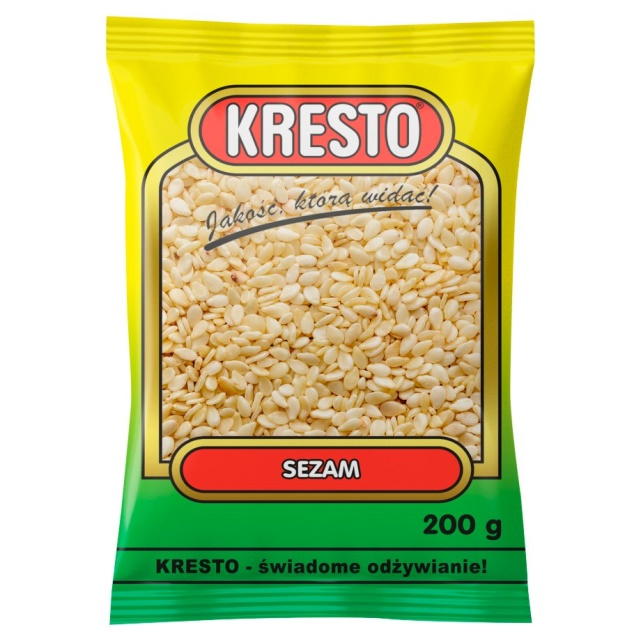 KRESTO®
Jakość, którą widać!
SEZAM
200 g
KRESTO - świadome odżywianie!